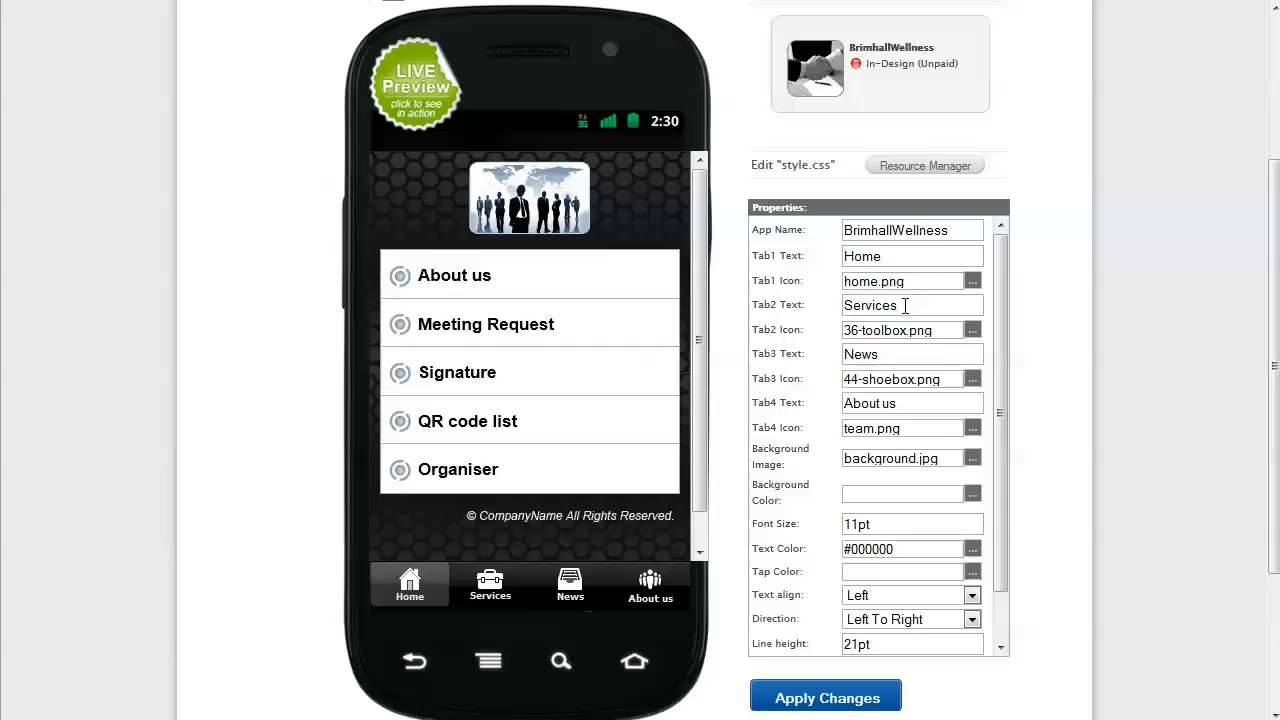 LIVE
Preview
click to see
in action
3G
2:30
About us
Meeting Request
Signature
QR code list
Organiser
© CompanyName All Rights Reserved.
Home
Services
News
About us
BrimhallWellness
In-Design (Unpaid)
Edit "style.css"
Resource Manager
Properties:
App Name: BrimhallWellness
Tab1 Text: Home
Tab1 Icon: home.png ...
Tab2 Text: Services
Tab2 Icon: 36-toolbox.png ...
Tab3 Text: News
Tab3 Icon: 44-shoebox.png ...
Tab4 Text: About us
Tab4 Icon: team.png ...
Background
Image: background.jpg ...
Background
Color: ...
Font Size: 11pt
Text Color: #000000 ...
Tap Color: ...
Text align: Left
Direction: Left To Right
Line height: 21pt
Apply Changes